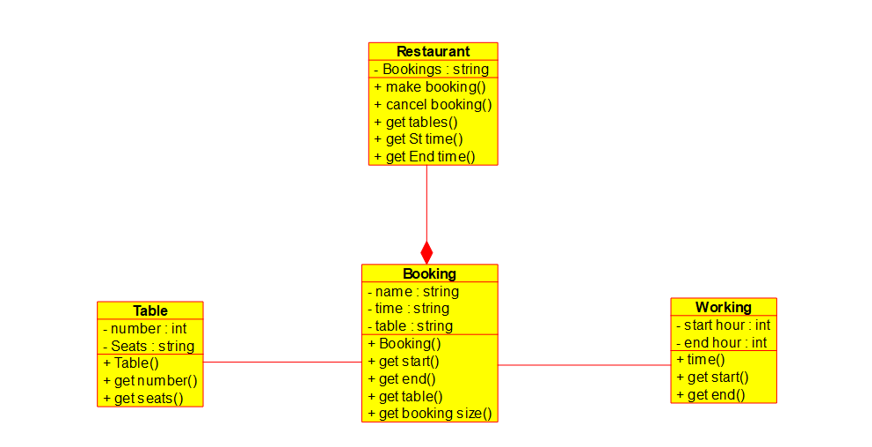 Restaurant
- Bookings : string
+ make booking()
+ cancel booking()
+ get tables()
+ get St time()
+ get End time()
Booking
- name : string
- time : string
- table : string
+ Booking()
+ get start()
+ get end()
+ get table()
+ get booking size()
Table
- number : int
- Seats : string
+ Table()
+ get number()
+ get seats()
Working
- start hour : int
- end hour : int
+ time()
+ get start()
+ get end()